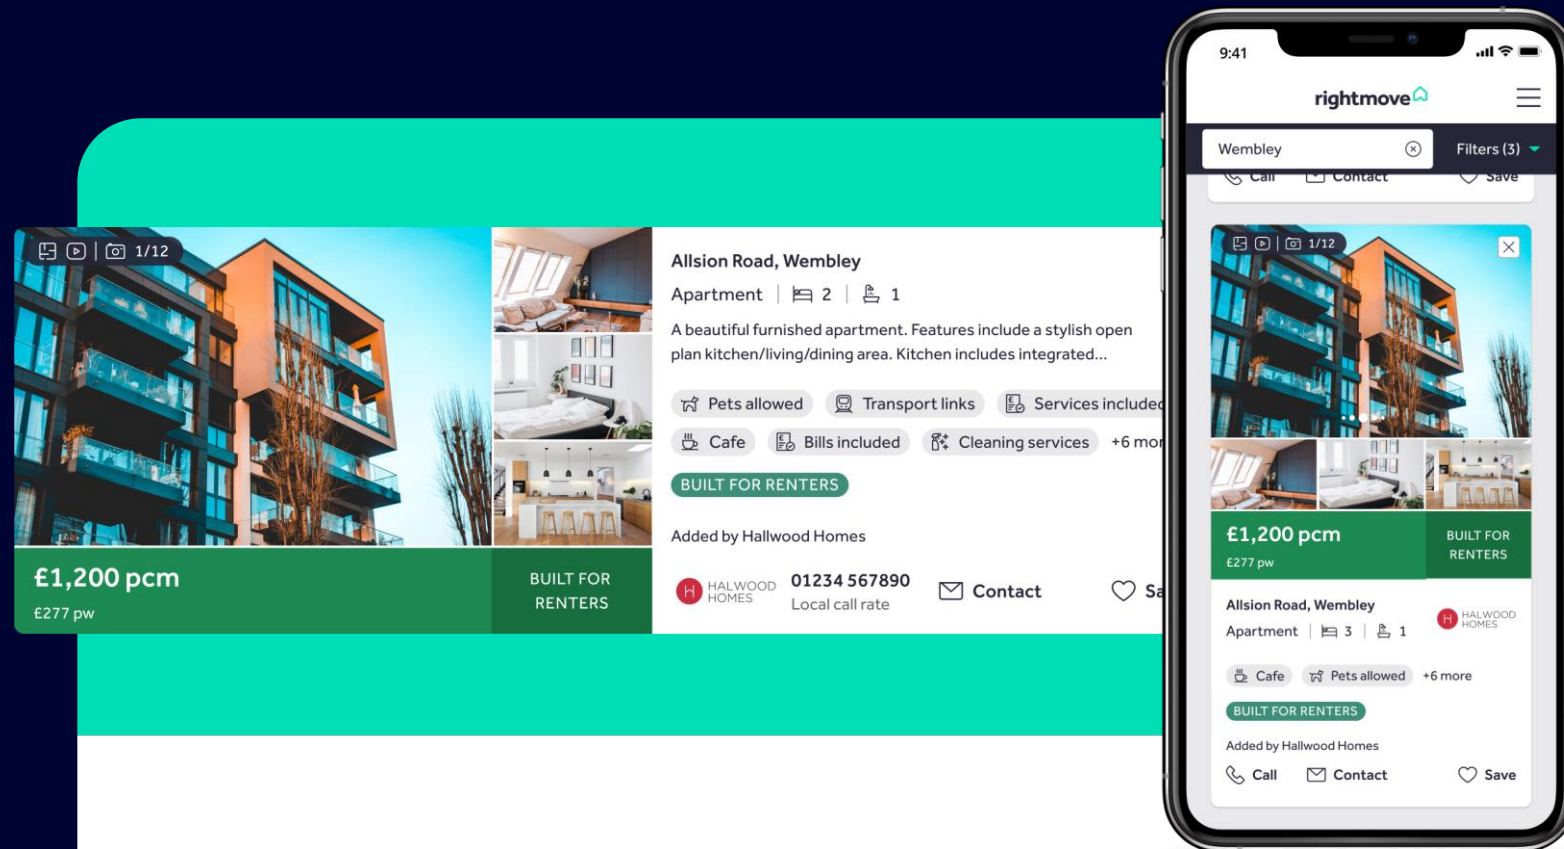 1/12
£1,200 pcm
£277 pw
BUILT FOR
RENTERS
Allsion Road, Wembley
Apartment 2 1
A beautiful furnished apartment. Features include a stylish open
plan kitchen/living/dining area. Kitchen includes integrated...
Pets allowed Transport links Services included
Cafe Bills included Cleaning services +6 mor
BUILT FOR RENTERS
Added by Hallwood Homes
H HALWOOD
HOMES
01234 567890
Local call rate
Contact
Sa
9:41
rightmove
Wembley Filters (3)
Call Contact Save
1/12
£1,200 pcm
£277 pw
BUILT FOR
RENTERS
Allsion Road, Wembley
Apartment 3 1
H HALWOOD
HOMES
Cafe Pets allowed +6 more
BUILT FOR RENTERS
Added by Hallwood Homes
Call Contact Save